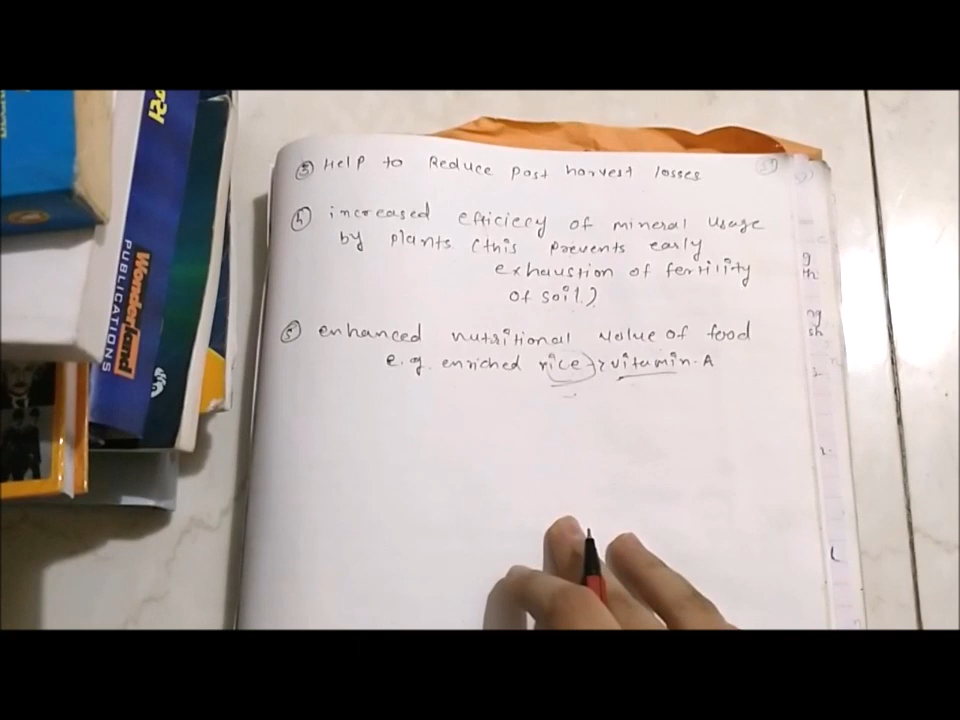 ③ Help to Reduce post harvest losses
④ increased efficiecy of mineral usage
by plants (this prevents early
exhaustion of fertility
of soil.)
⑤ enhanced nutritional value of food
e.g. enriched rice → vitamin-A
Wonderland
PUBLICATIONS